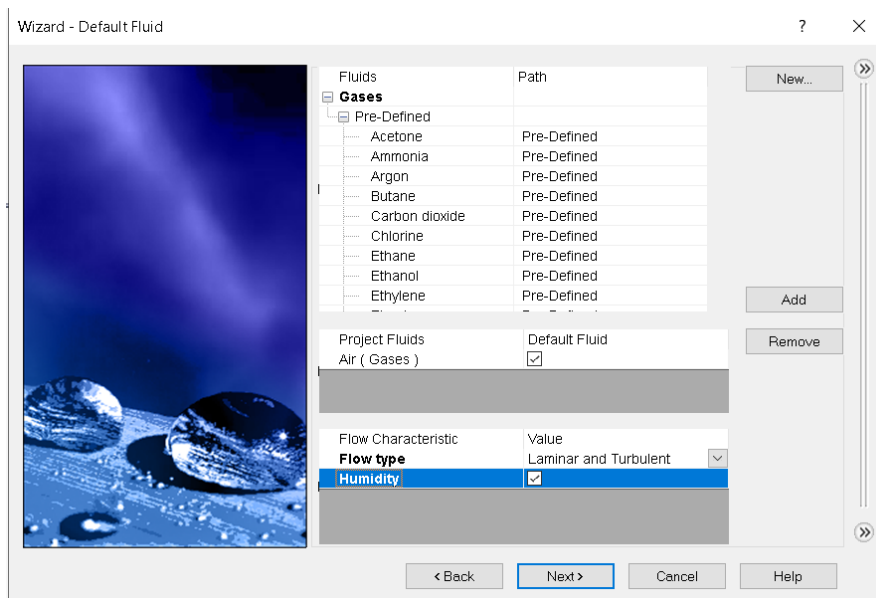 Wizard - Default Fluid ?
Fluids Path
Gases
Pre-Defined
Acetone Pre-Defined
Ammonia Pre-Defined
Argon Pre-Defined
Butane Pre-Defined
Carbon dioxide Pre-Defined
Chlorine Pre-Defined
Ethane Pre-Defined
Ethanol Pre-Defined
Ethylene Pre-Defined
New...
Add
Remove
Project Fluids Default Fluid
Air ( Gases )
Flow Characteristic Value
Flow type Laminar and Turbulent
Humidity
< Back Next > Cancel Help